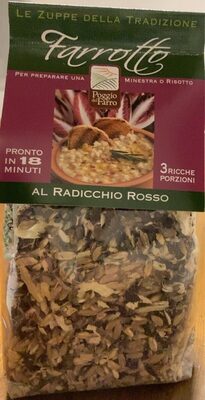 Le Zuppe della Tradizione
Farrotto
Per preparare una Minestra o Risotto
Poggio
del Farro
PRONTO
IN 18
MINUTI
3 RICCHE
PORZIONI
AL RADICCHIO ROSSO